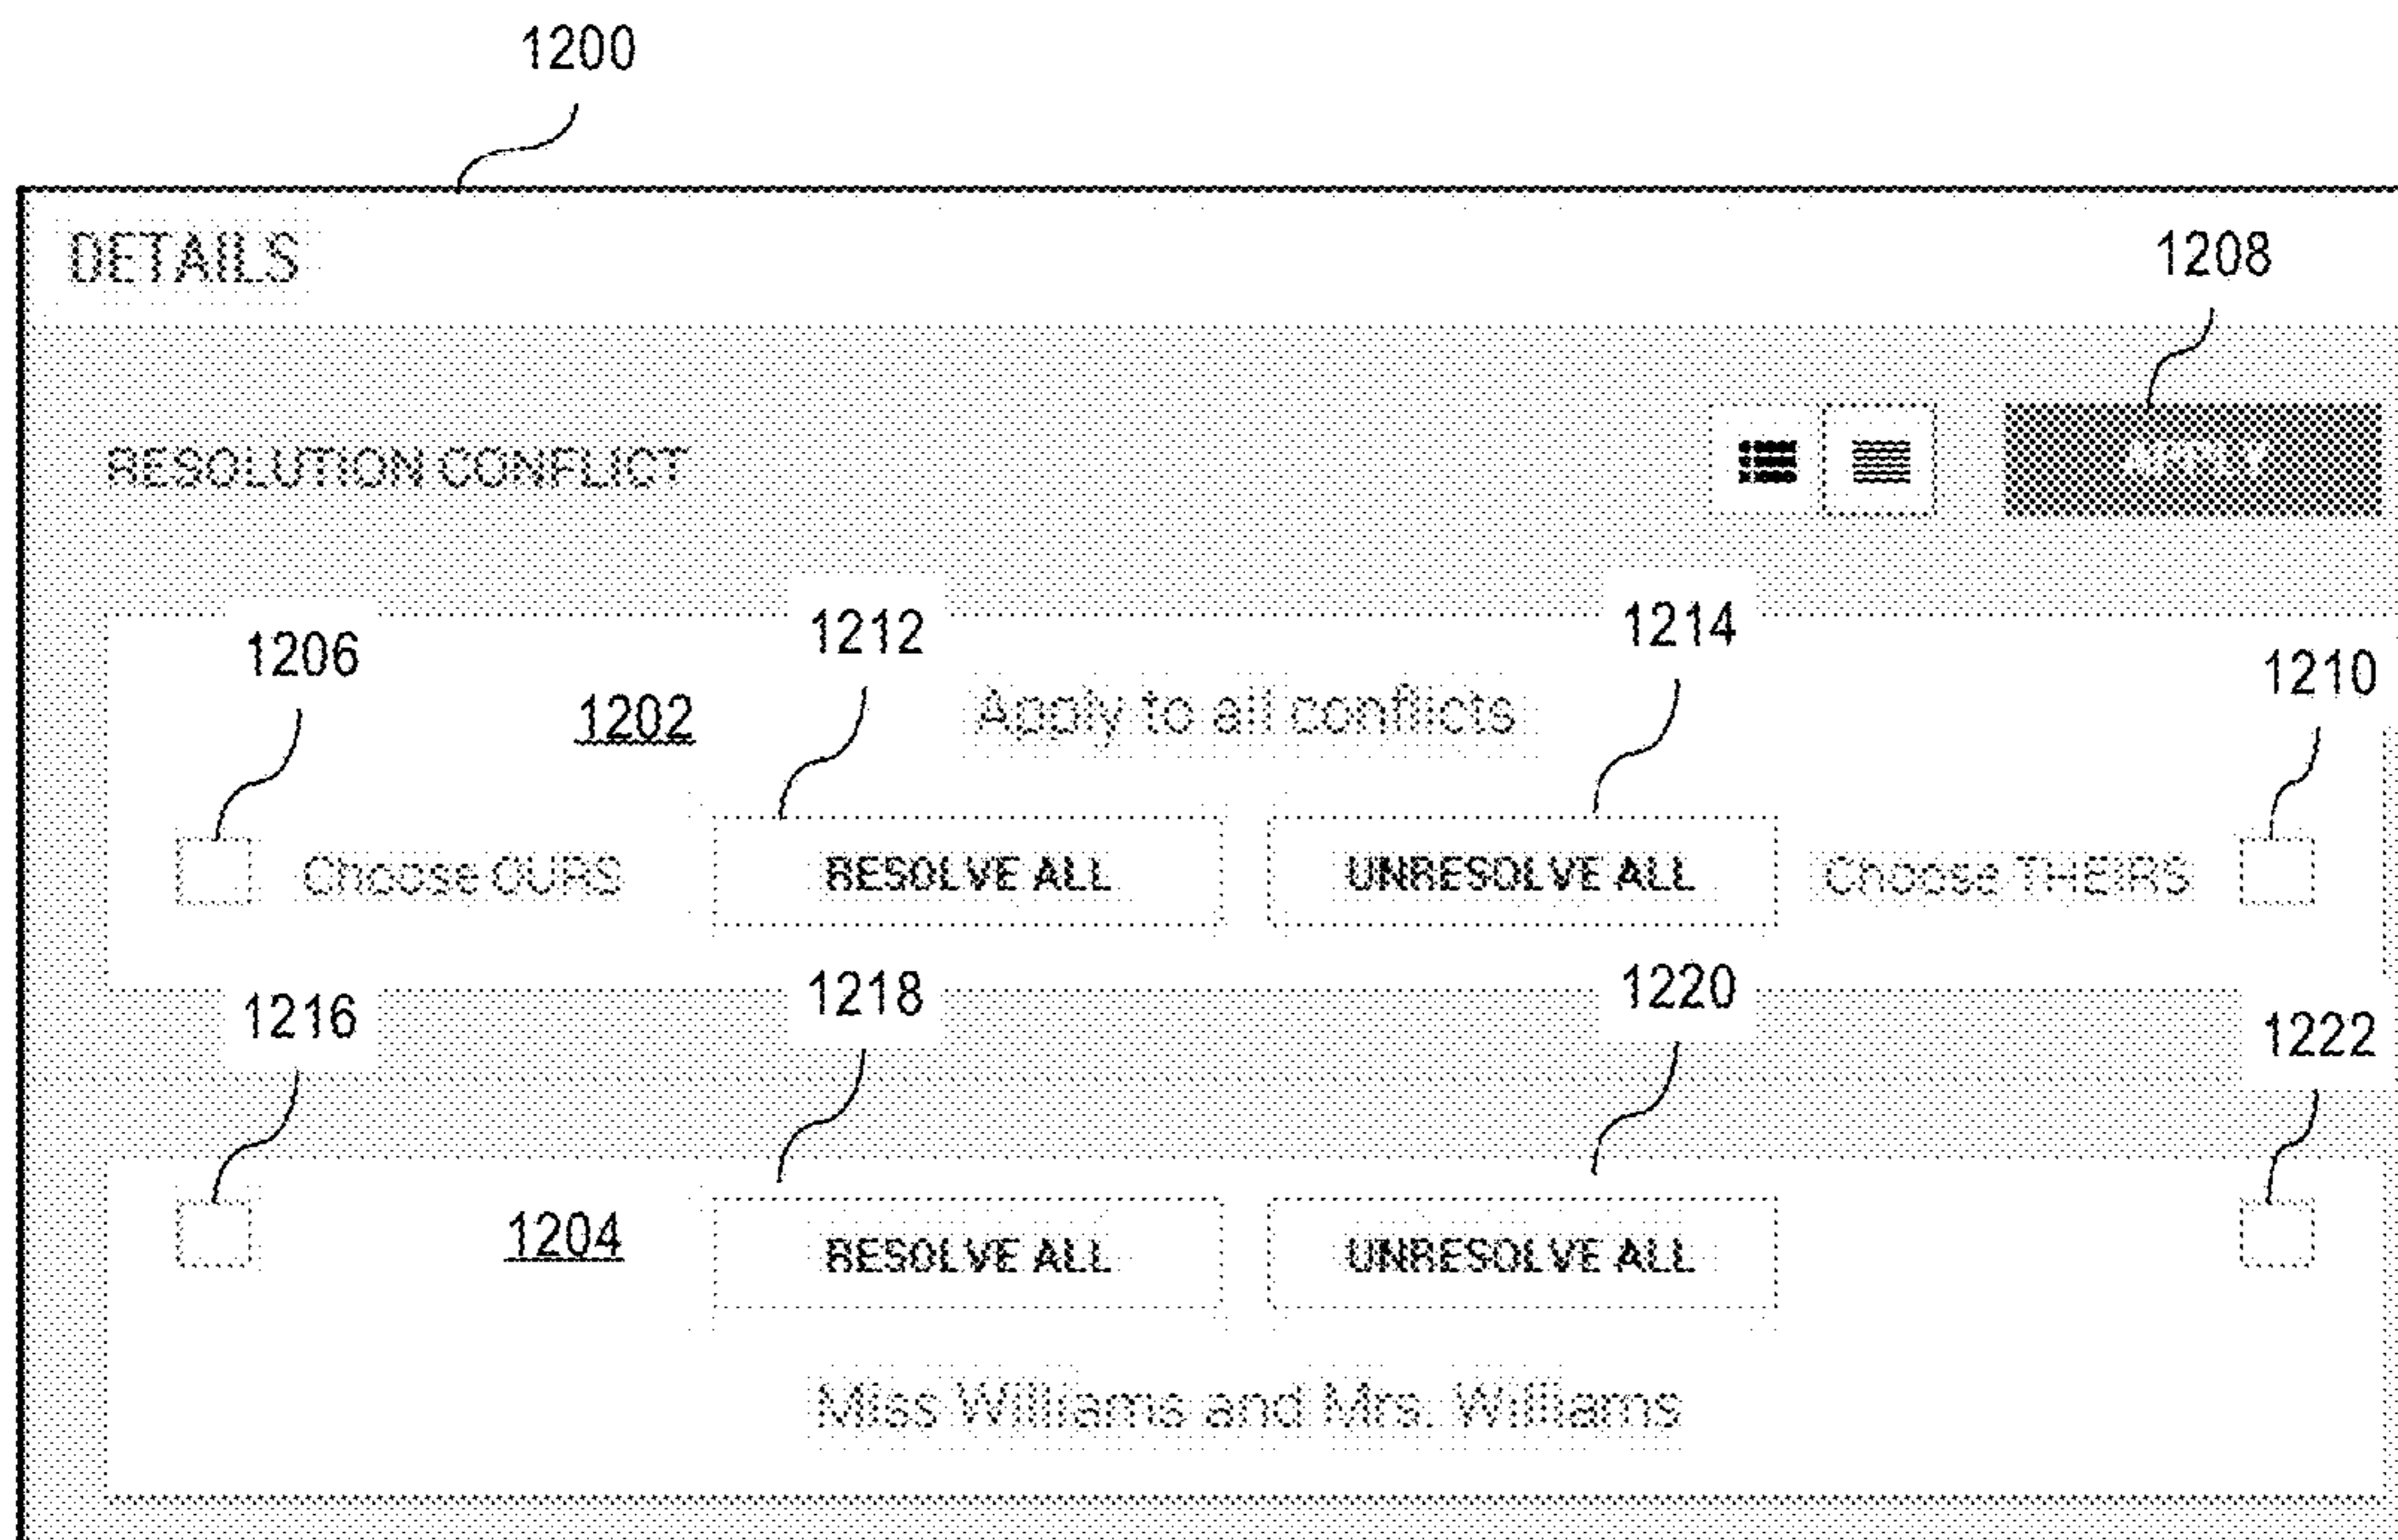 1200
DETAILS
1208
RESOLUTION CONFLICT
APPLY
1206
1212
1214
1210
1202
Apply to all conflicts
Choose OURS
RESOLVE ALL
UNRESOLVE ALL
Choose THEIRS
1216
1218
1220
1222
1204
RESOLVE ALL
UNRESOLVE ALL
Miss Williams and Mrs. Williams